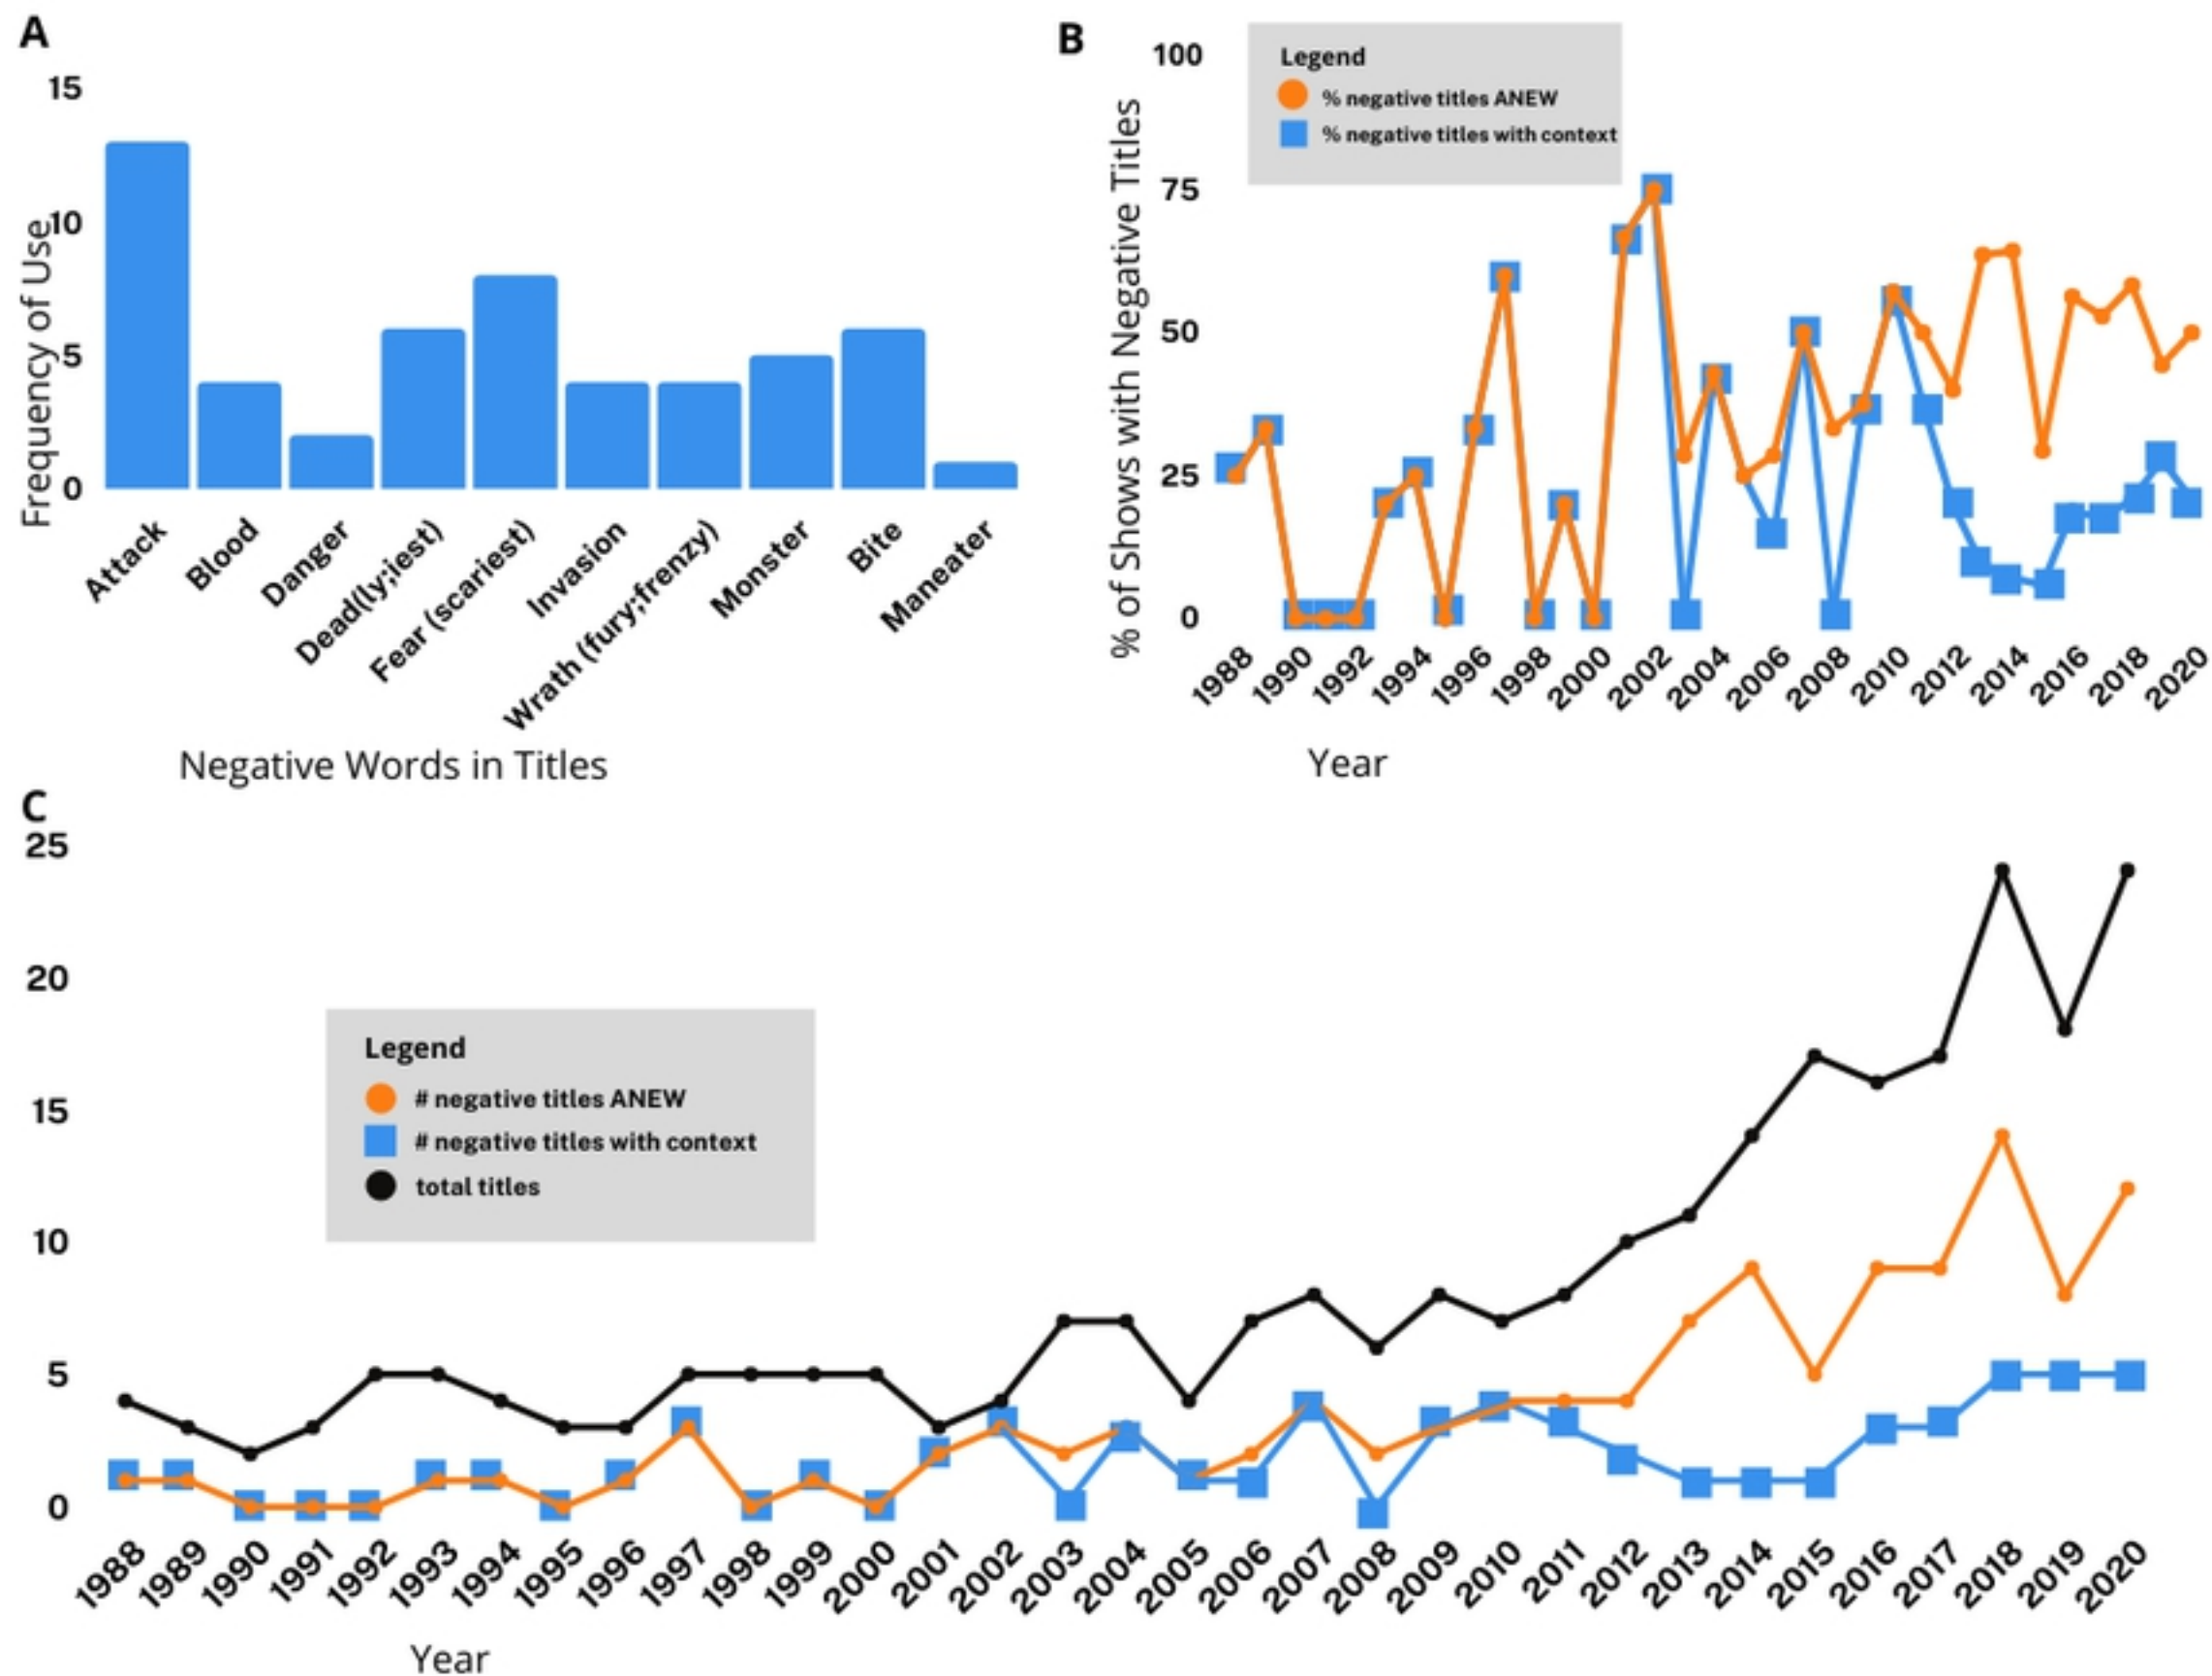 A
15
10
5
0
Frequency of Use
Attack
Blood
Danger
Dead(ly;iest)
Fear (scariest)
Invasion
Wrath (fury;frenzy)
Monster
Bite
Maneater
Negative Words in Titles
B
100
75
50
25
0
% of Shows with Negative Titles
Legend
% negative titles ANEW
% negative titles with context
1988
1990
1992
1994
1996
1998
2000
2002
2004
2006
2008
2010
2012
2014
2016
2018
2020
Year
C
25
20
15
10
5
0
Legend
# negative titles ANEW
# negative titles with context
total titles
1988
1989
1990
1991
1992
1993
1994
1995
1996
1997
1998
1999
2000
2001
2002
2003
2004
2005
2006
2007
2008
2009
2010
2011
2012
2013
2014
2015
2016
2017
2018
2019
2020
Year